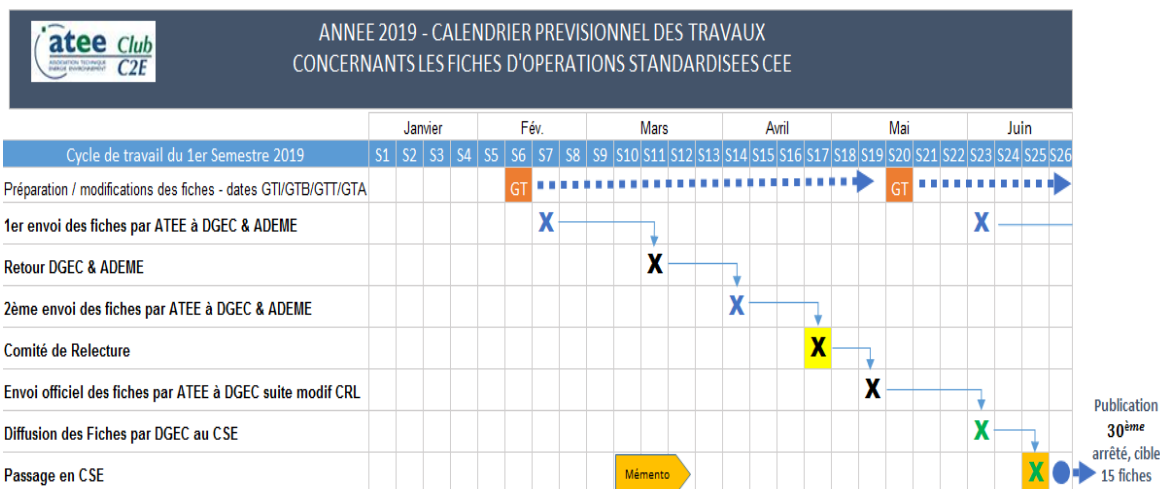 atee Club
ASSOCIATION TECHNIQUE
ENERGIE ENVIRONNEMENT
C2E
ANNEE 2019 - CALENDRIER PREVISIONNEL DES TRAVAUX
CONCERNANTS LES FICHES D'OPERATIONS STANDARDISEES CEE
Janvier Fév. Mars Avril Mai Juin
Cycle de travail du 1er Semestre 2019 S1 S2 S3 S4 S5 S6 S7 S8 S9 S10 S11 S12 S13 S14 S15 S16 S17 S18 S19 S20 S21 S22 S23 S24 S25 S26
Préparation / modifications des fiches - dates GTI/GTB/GTT/GTA GT GT
1er envoi des fiches par ATEE à DGEC & ADEME X X
Retour DGEC & ADEME X
2ème envoi des fiches par ATEE à DGEC & ADEME X
Comité de Relecture X
Envoi officiel des fiches par ATEE à DGEC suite modif CRL X
Diffusion des Fiches par DGEC au CSE X
Passage en CSE Mémento X
Publication
30ème
arrêté, cible
15 fiches